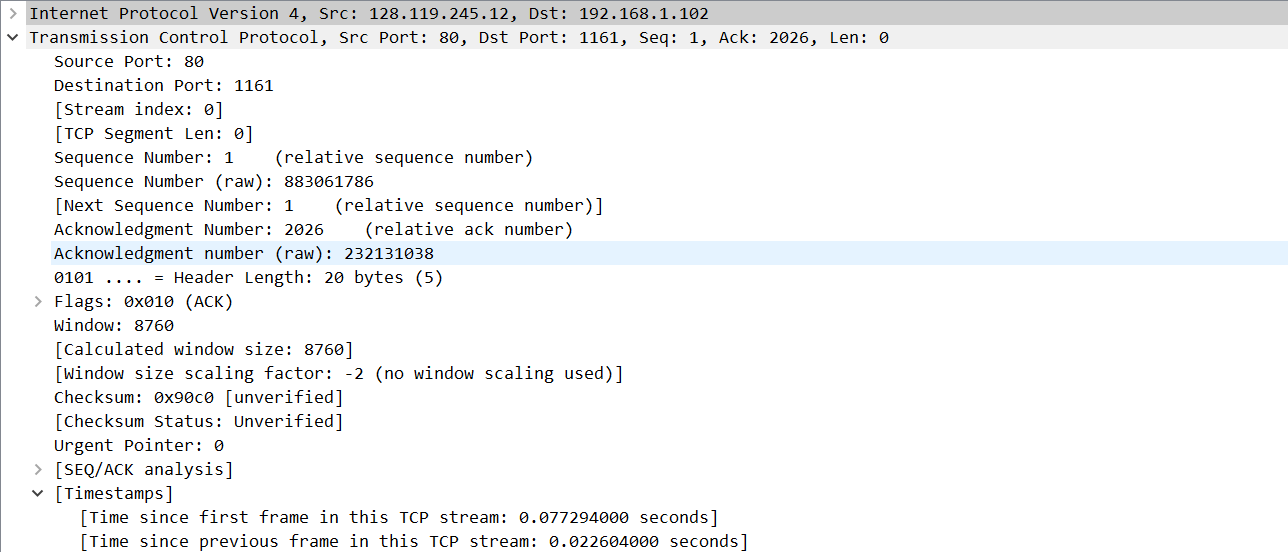 Internet Protocol Version 4, Src: 128.119.245.12, Dst: 192.168.1.102
Transmission Control Protocol, Src Port: 80, Dst Port: 1161, Seq: 1, Ack: 2026, Len: 0
Source Port: 80
Destination Port: 1161
[Stream index: 0]
[TCP Segment Len: 0]
Sequence Number: 1    (relative sequence number)
Sequence Number (raw): 883061786
[Next Sequence Number: 1    (relative sequence number)]
Acknowledgment Number: 2026    (relative ack number)
Acknowledgment number (raw): 232131038
0101 .... = Header Length: 20 bytes (5)
Flags: 0x010 (ACK)
Window: 8760
[Calculated window size: 8760]
[Window size scaling factor: -2 (no window scaling used)]
Checksum: 0x90c0 [unverified]
[Checksum Status: Unverified]
Urgent Pointer: 0
[SEQ/ACK analysis]
[Timestamps]
[Time since first frame in this TCP stream: 0.077294000 seconds]
[Time since previous frame in this TCP stream: 0.022604000 seconds]